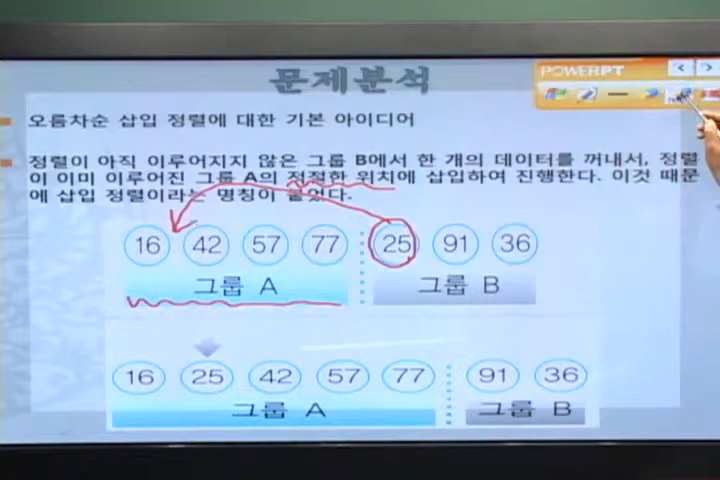 문제분석
POWERPT
오름차순 삽입 정렬에 대한 기본 아이디어
정렬이 아직 이루어지지 않은 그룹 B에서 한 개의 데이터를 꺼내서, 정렬
이 이미 이루어진 그룹 A의 적절한 위치에 삽입하여 진행한다. 이것 때문
에 삽입 정렬이라는 명칭이 붙었다.
16 42 57 77 25 91 36
그룹 A 그룹 B
16 25 42 57 77 91 36
그룹 A 그룹 B